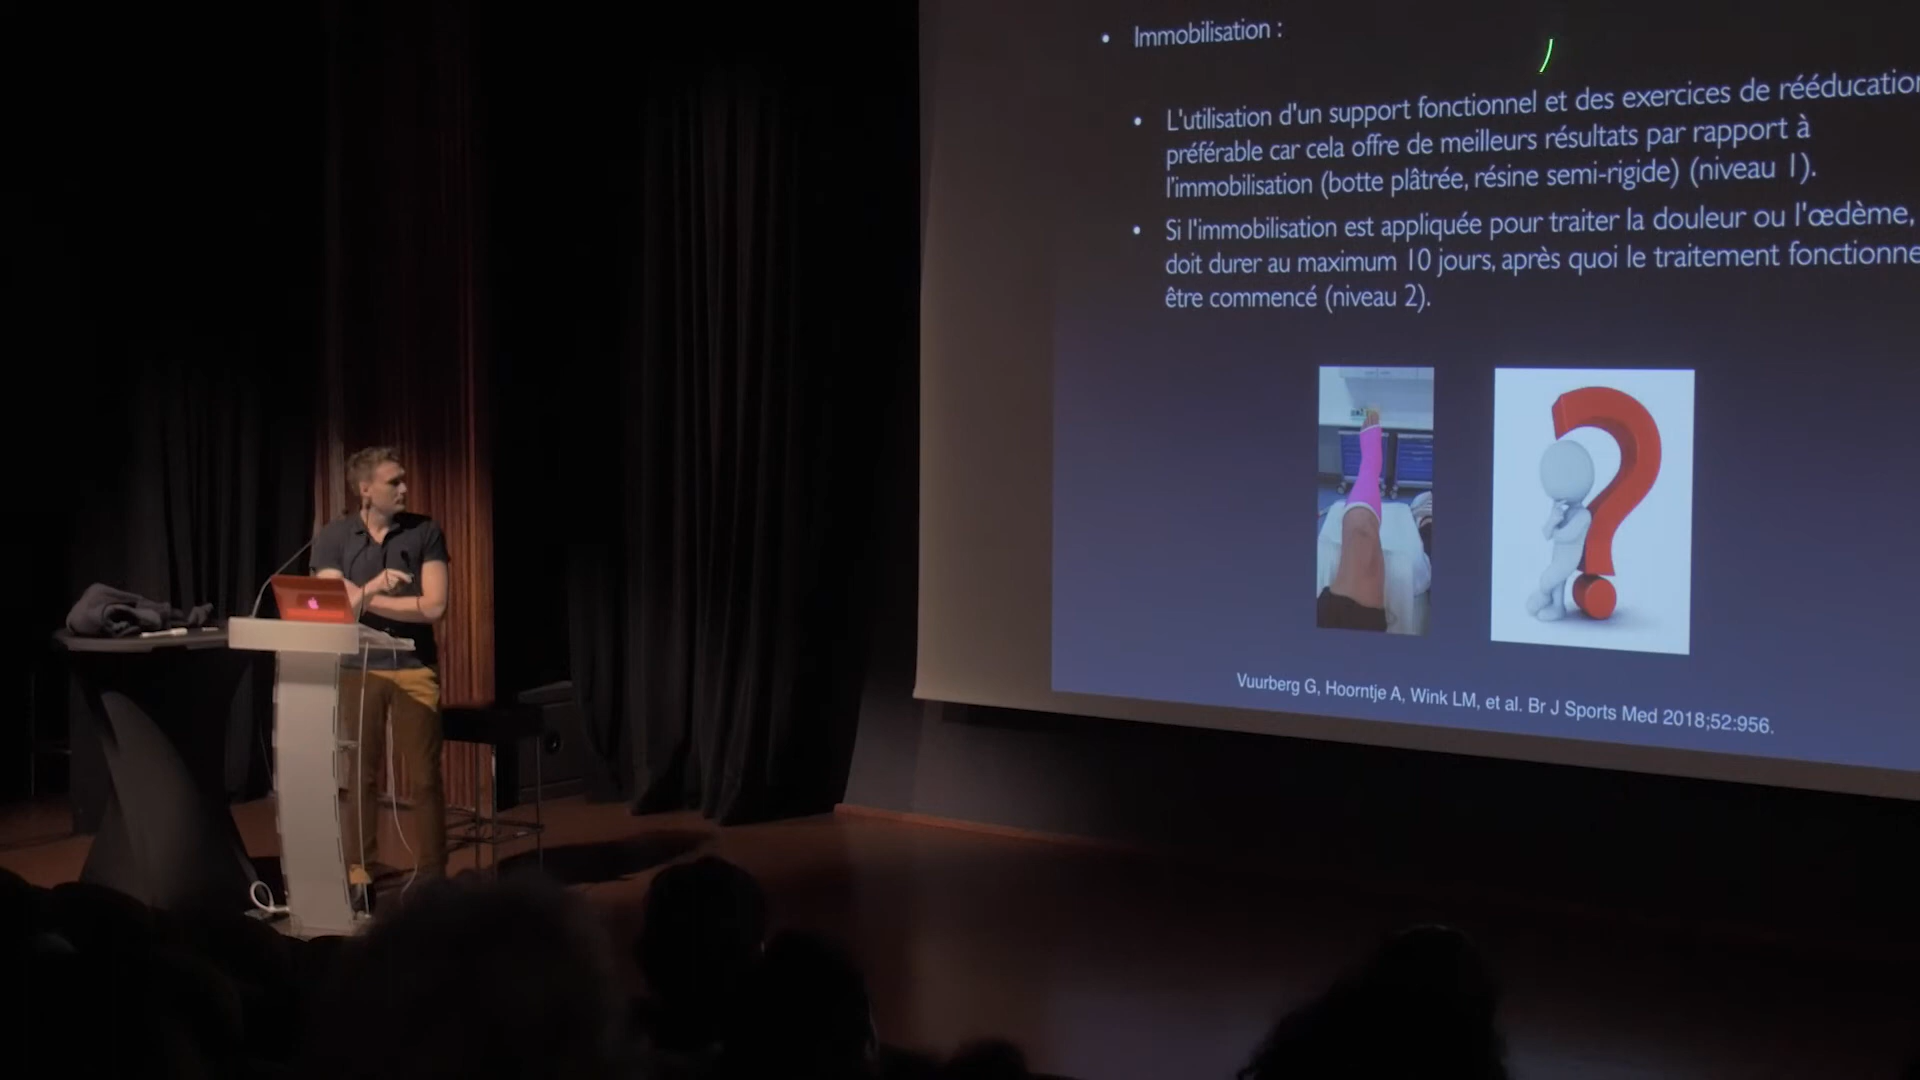 • Immobilisation :
• L'utilisation d'un support fonctionnel et des exercices de rééducation
préférable car cela offre de meilleurs résultats par rapport à
l'immobilisation (botte plâtrée, résine semi-rigide) (niveau 1).
• Si l'immobilisation est appliquée pour traiter la douleur ou l'œdème,
doit durer au maximum 10 jours, après quoi le traitement fonctionne
être commencé (niveau 2).
Vuurberg G, Hoorntje A, Wink LM, et al. Br J Sports Med 2018;52:956.